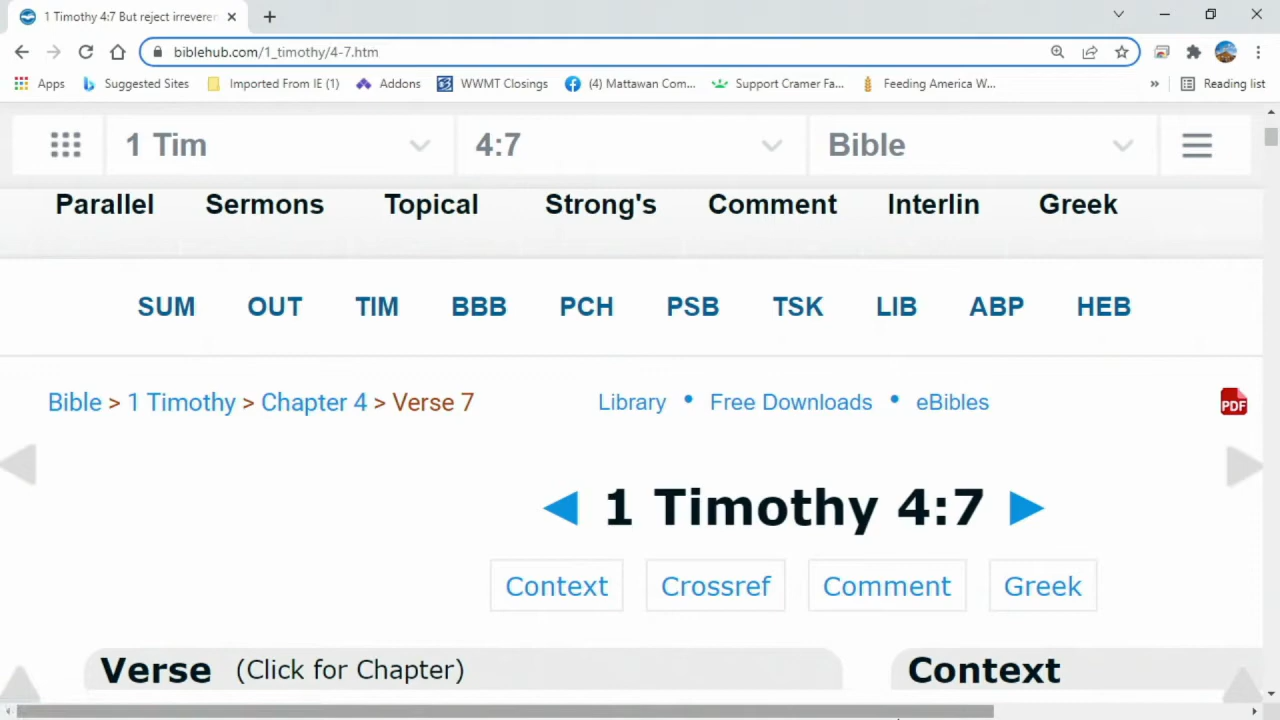 1 Timothy 4:7 But reject irreveren
biblehub.com/1_timothy/4-7.htm
Apps Suggested Sites Imported From IE (1) Addons WWMT Closings (4) Mattawan Com... Support Cramer Fa... Feeding America W... » Reading list
1 Tim 4:7 Bible
Parallel Sermons Topical Strong's Comment Interlin Greek
SUM OUT TIM BBB PCH PSB TSK LIB ABP HEB
Bible > 1 Timothy > Chapter 4 > Verse 7 Library • Free Downloads • eBibles PDF
◄ 1 Timothy 4:7 ►
Context Crossref Comment Greek
Verse (Click for Chapter) Context